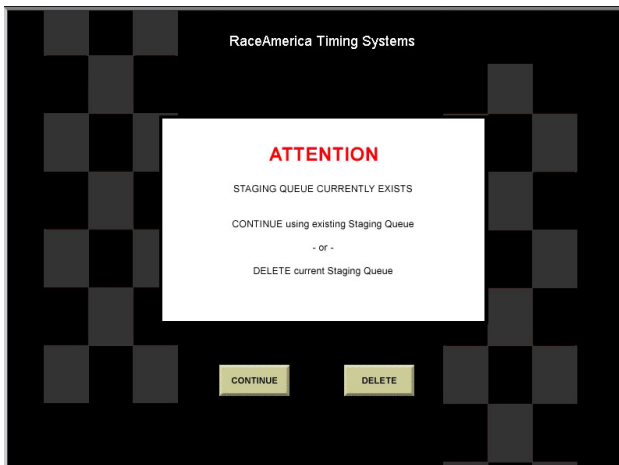 RaceAmerica Timing Systems
ATTENTION
STAGING QUEUE CURRENTLY EXISTS
CONTINUE using existing Staging Queue
- or -
DELETE current Staging Queue
CONTINUE DELETE